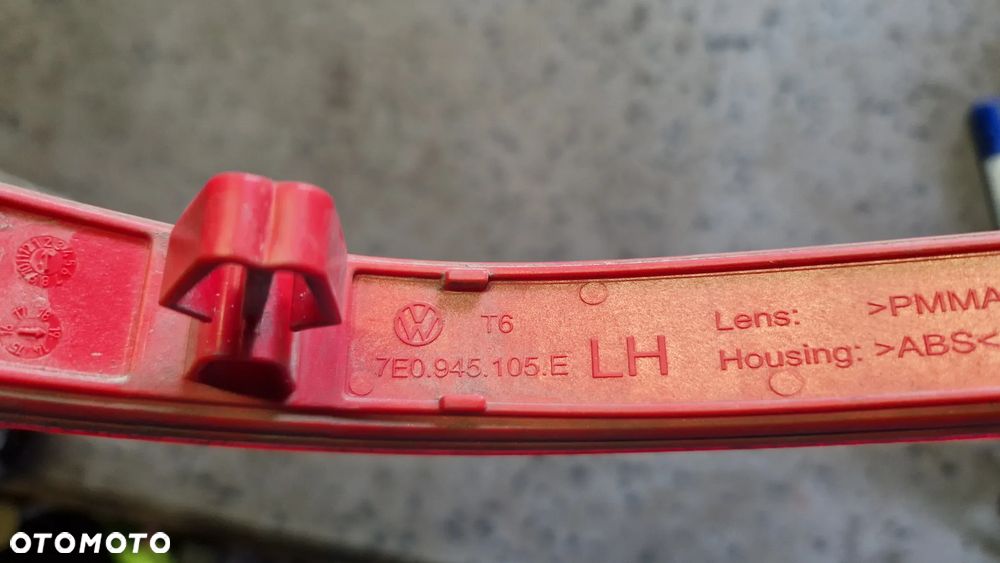 T6
7E0.945.105.E LH
Lens: >PMMA
Housing: >ABS<
OTOMOTO